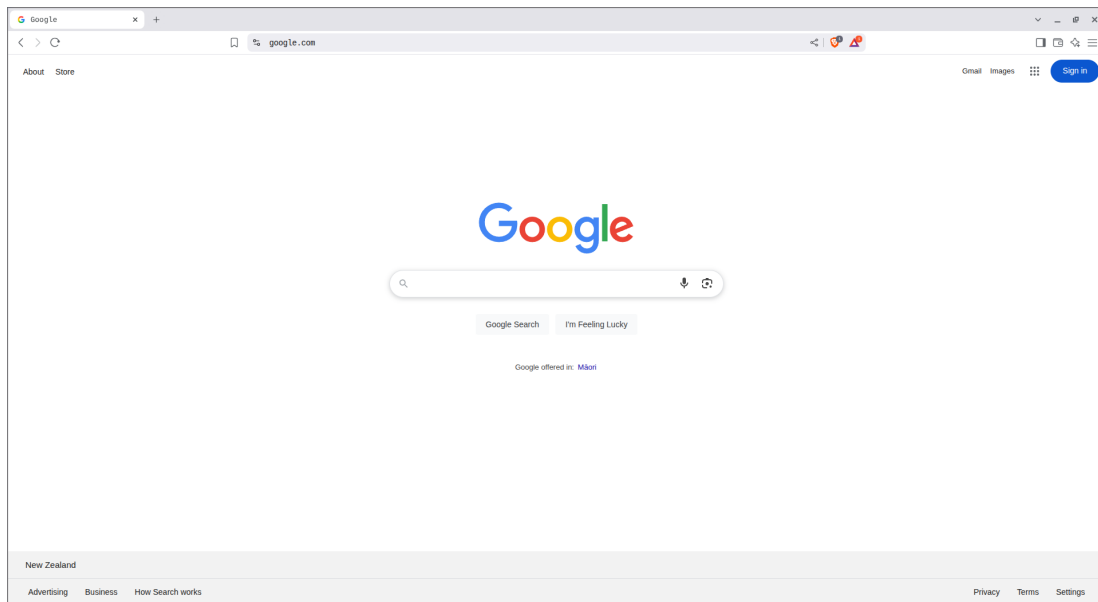 Google
google.com
About Store
Gmail Images
Sign in
Google
Google Search I'm Feeling Lucky
Google offered in: Māori
New Zealand
Advertising Business How Search works
Privacy Terms Settings